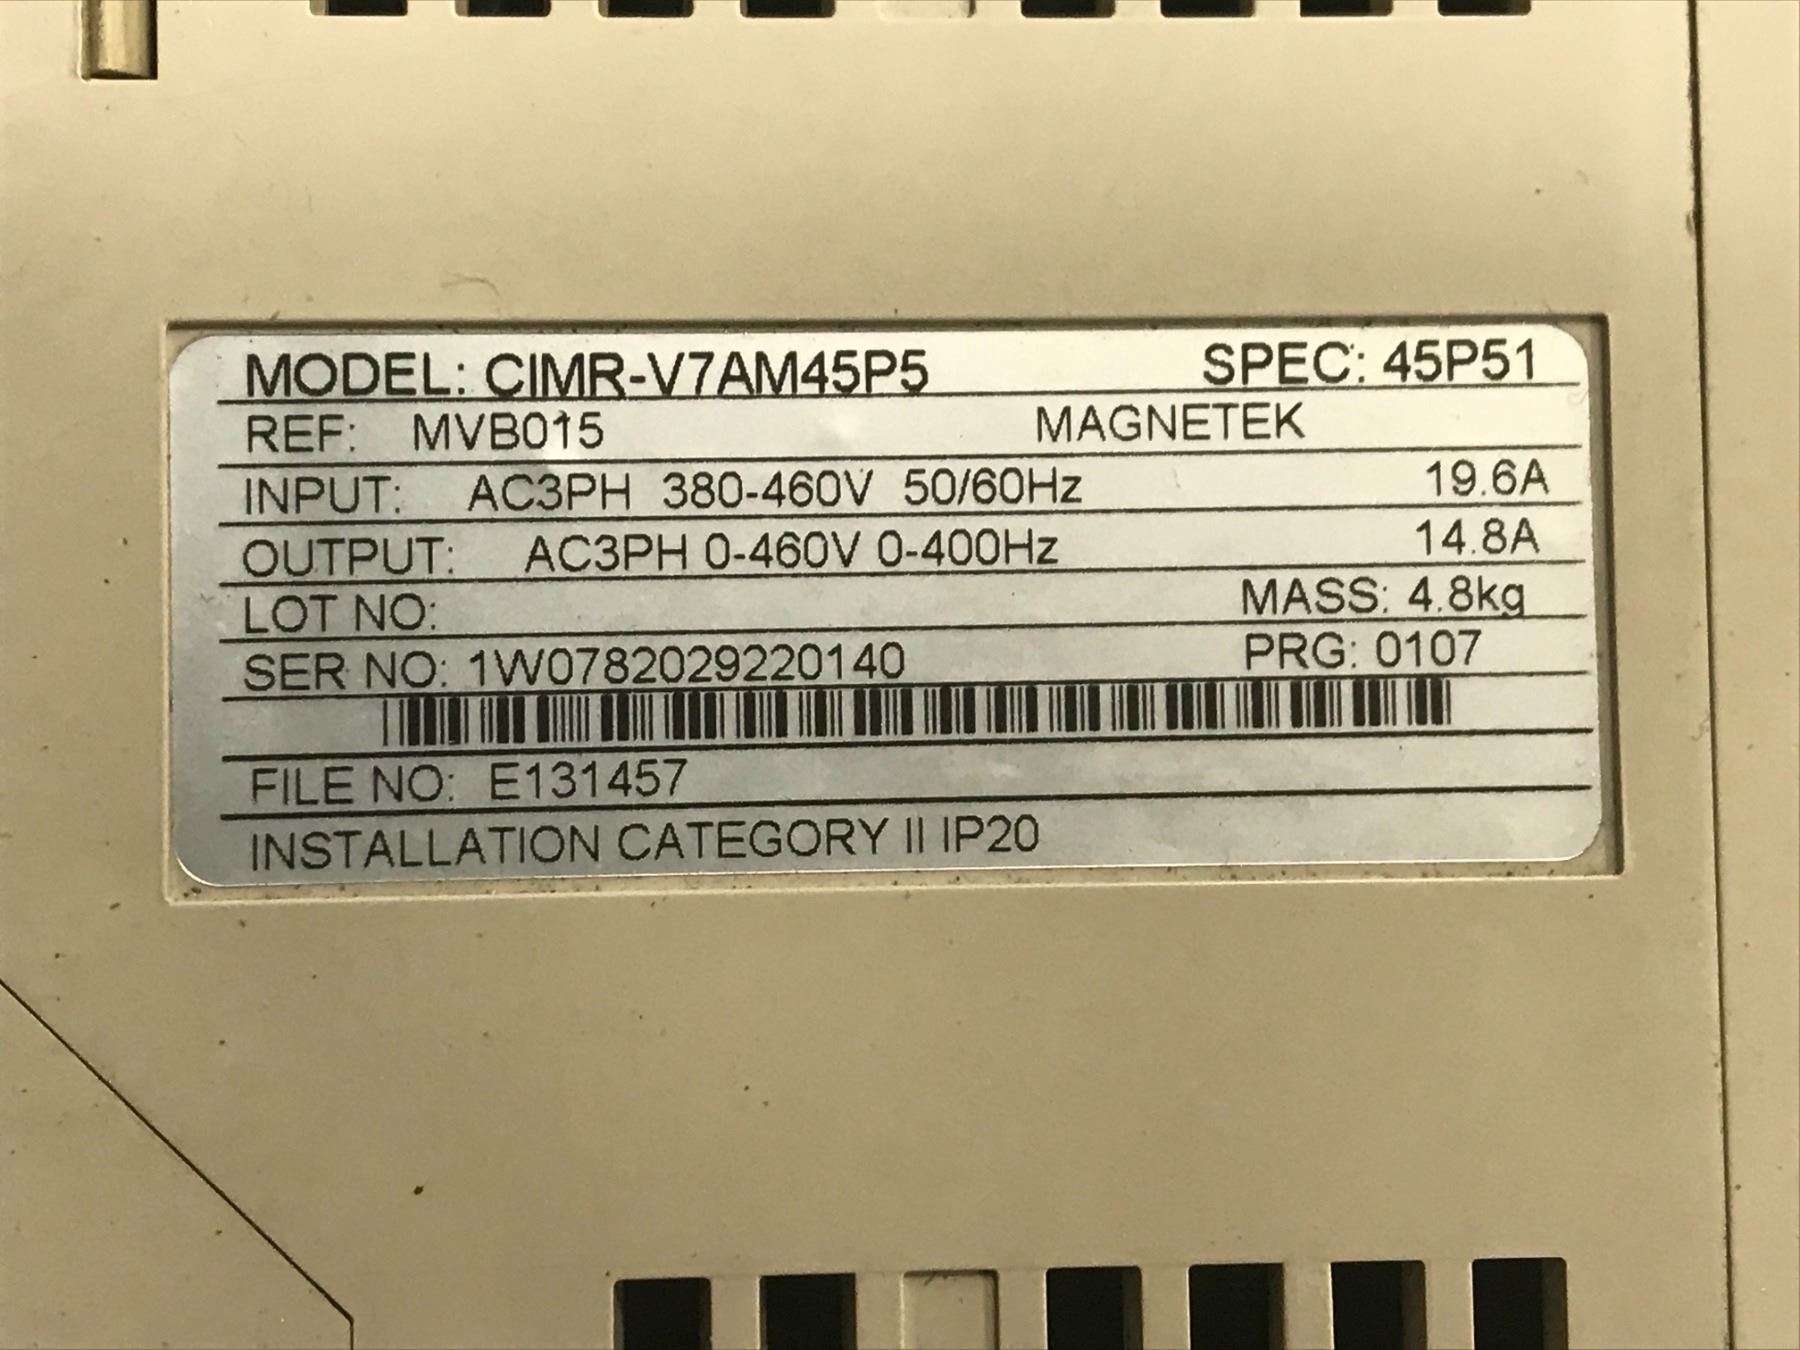 MODEL: CIMR-V7AM45P5 SPEC: 45P51
REF: MVB015 MAGNETEK
INPUT: AC3PH 380-460V 50/60Hz 19.6A
OUTPUT: AC3PH 0-460V 0-400Hz 14.8A
LOT NO: MASS: 4.8kg
SER NO: 1W0782029220140 PRG: 0107
FILE NO: E131457
INSTALLATION CATEGORY II IP20